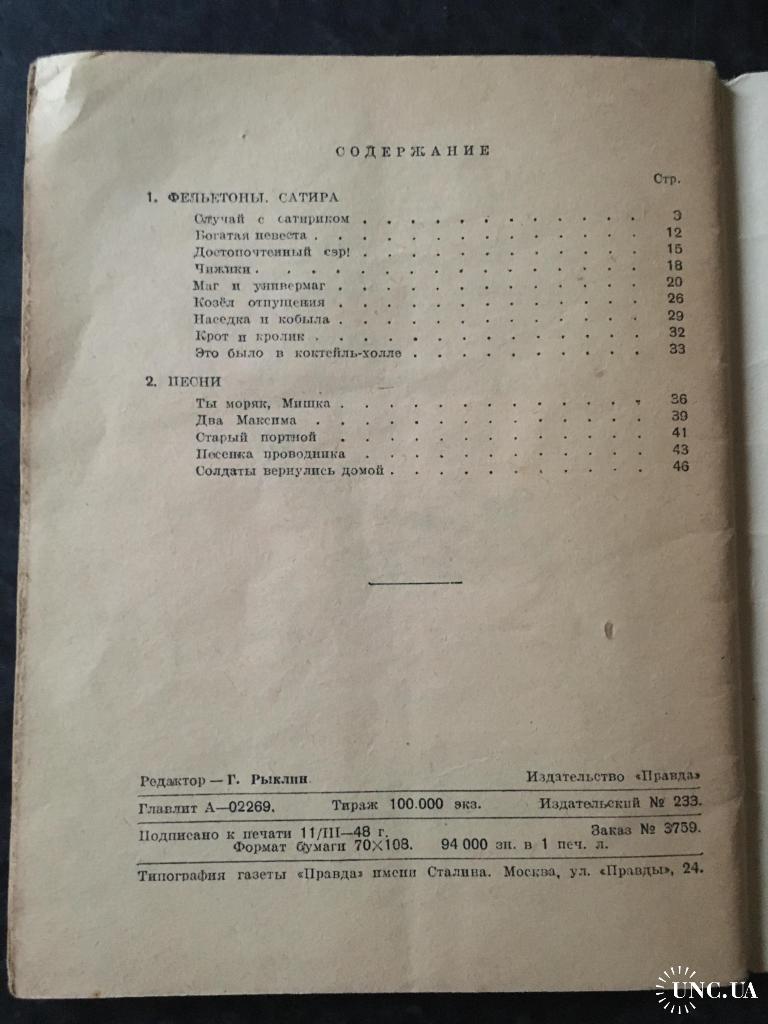 СОДЕРЖАНИЕ
Стр.
1. ФЕЛЬЕТОНЫ. САТИРА
Случай с сатириком . . . . . . . . . . . . 3
Богатая невеста . . . . . . . . . . . . . . 12
Достопочтенный сэр! . . . . . . . . . . . . 15
Чижики . . . . . . . . . . . . . . . . 18
Маг и универмаг . . . . . . . . . . . . . 20
Козёл отпущения . . . . . . . . . . . . . 26
Наседка и кобыла . . . . . . . . . . . . . 29
Крот и кролик . . . . . . . . . . . . . . 32
Это было в коктейль-холле . . . . . . . . . . 33
2. ПЕСНИ
Ты моряк, Мишка . . . . . . . . . . . . . 36
Два Максима . . . . . . . . . . . . . . 39
Старый портной . . . . . . . . . . . . . 41
Песенка проводника . . . . . . . . . . . . 43
Солдаты вернулись домой . . . . . . . . . . . 46
Редактор — Г. Рыклин. Издательство «Правда»
Главлит А—02269. Тираж 100.000 экз. Издательский № 233.
Подписано к печати 11/III—48 г. Заказ № 3759.
Формат бумаги 70×108. 94 000 зн. в 1 печ. л.
Типография газеты «Правда» имени Сталина. Москва, ул. «Правды», 24.
UNC.UA